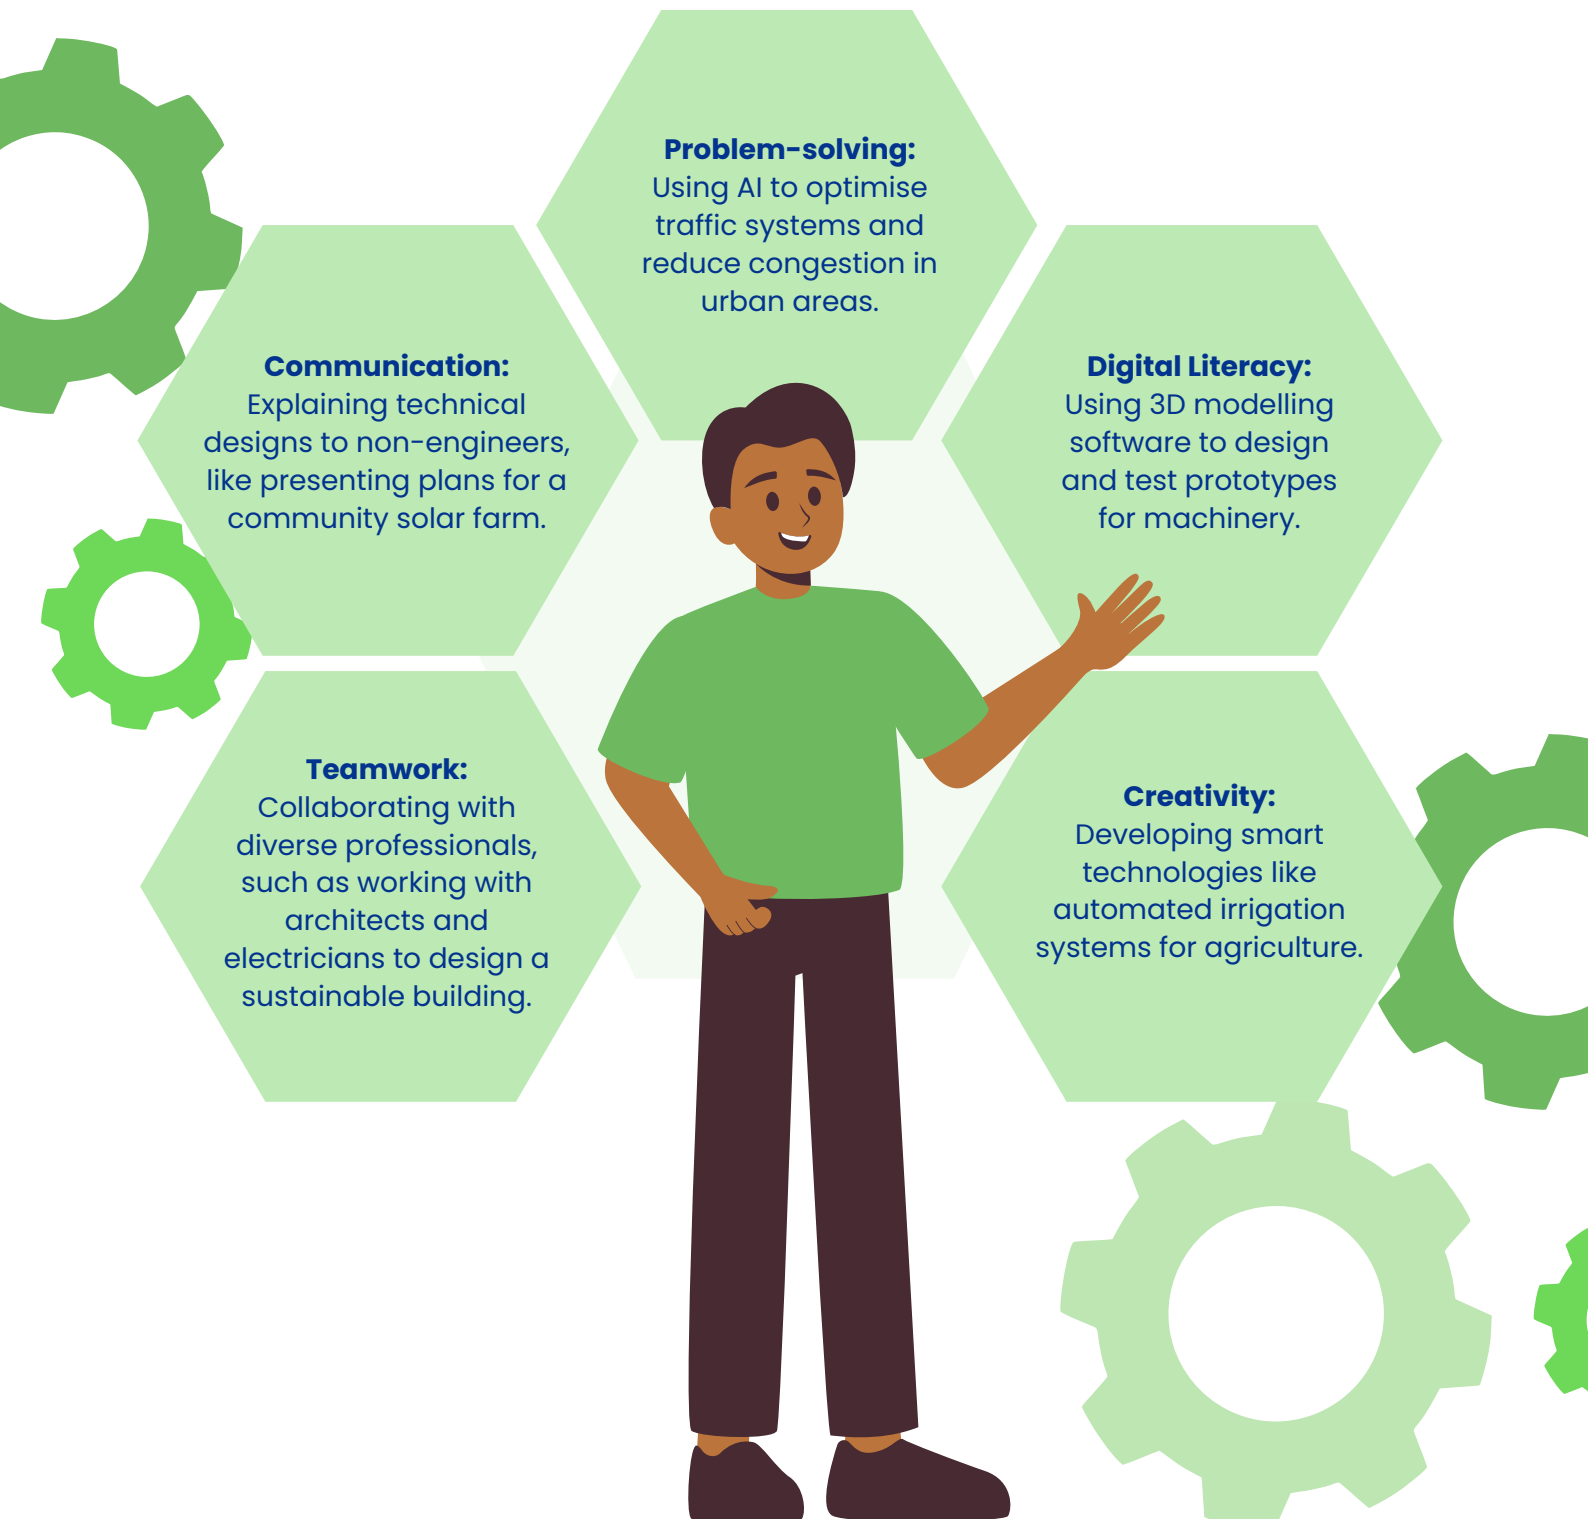 Problem-solving:
Using AI to optimise
traffic systems and
reduce congestion in
urban areas.
Communication:
Explaining technical
designs to non-engineers,
like presenting plans for a
community solar farm.
Digital Literacy:
Using 3D modelling
software to design
and test prototypes
for machinery.
Teamwork:
Collaborating with
diverse professionals,
such as working with
architects and
electricians to design a
sustainable building.
Creativity:
Developing smart
technologies like
automated irrigation
systems for agriculture.